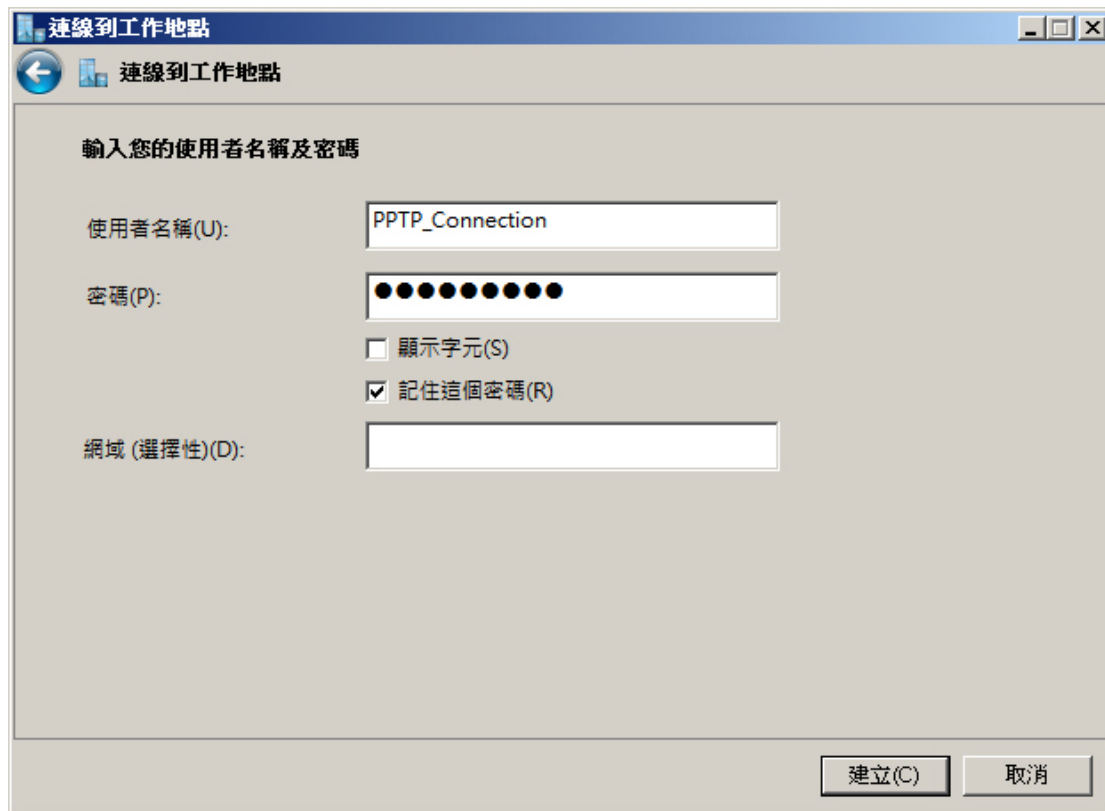 連線到工作地點
連線到工作地點
輸入您的使用者名稱及密碼
使用者名稱(U): PPTP_Connection
密碼(P): ●●●●●●●●●
顯示字元(S)
記住這個密碼(R)
網域 (選擇性)(D):
建立(C) 取消